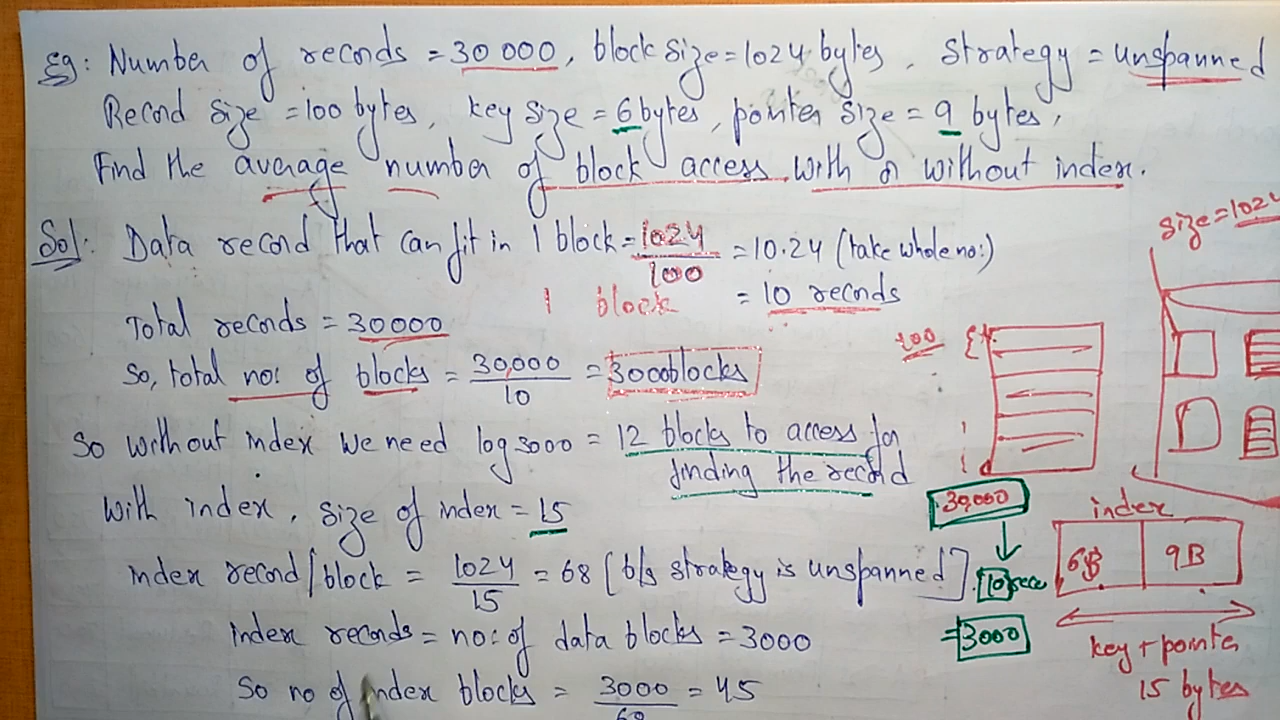 Eg: Number of records = 30 000, block size = 1024 bytes, strategy = unspanned
Record size = 100 bytes, key size = 6 bytes, pointer size = 9 bytes,
Find the average number of block access with or without index.
Sol: Data record that can fit in 1 block = 1024/100 = 10.24 (take whole no:)
1 block = 10 records
Total records = 30000
So, total no: of blocks = 30,000/10 = 3000blocks
So without index we need log 3000 = 12 blocks to access for
finding the record
With index, size of index = 15
index record/block = 1024/15 = 68 [b/s strategy is unspanned]
index records = no: of data blocks = 3000
So no of index blocks = 3000/68 = 45
size = 1024
100 {
1
30,000
10 reco
= 3000
index
6B 9B
key + pointer
15 bytes